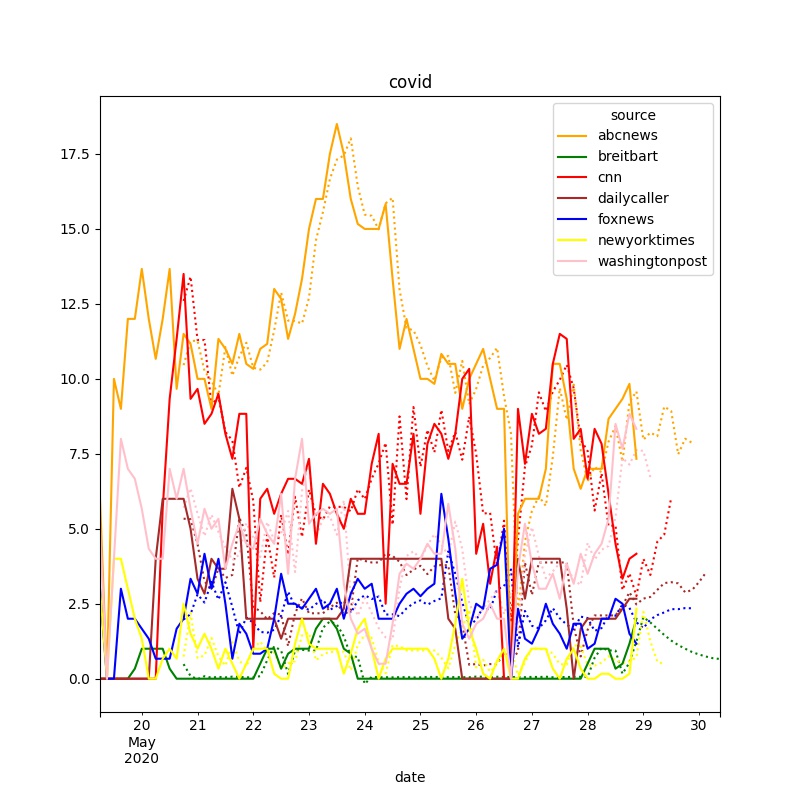 covid
source
abcnews
breitbart
cnn
dailycaller
foxnews
newyorktimes
washingtonpost
17.5
15.0
12.5
10.0
7.5
5.0
2.5
0.0
20 21 22 23 24 25 26 27 28 29 30
May
2020
date